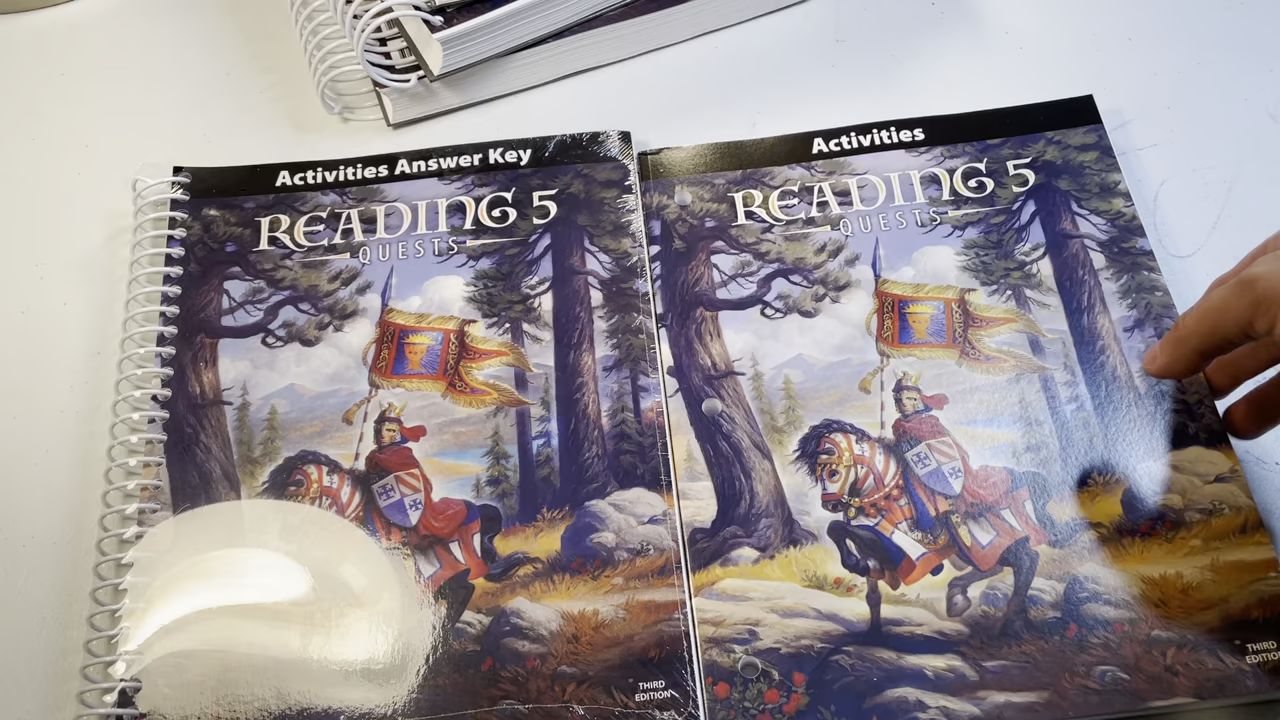 Activities Answer Key
READING 5
QUESTS
THIRD
EDITION
Activities
READING 5
QUESTS
THIRD
EDITION